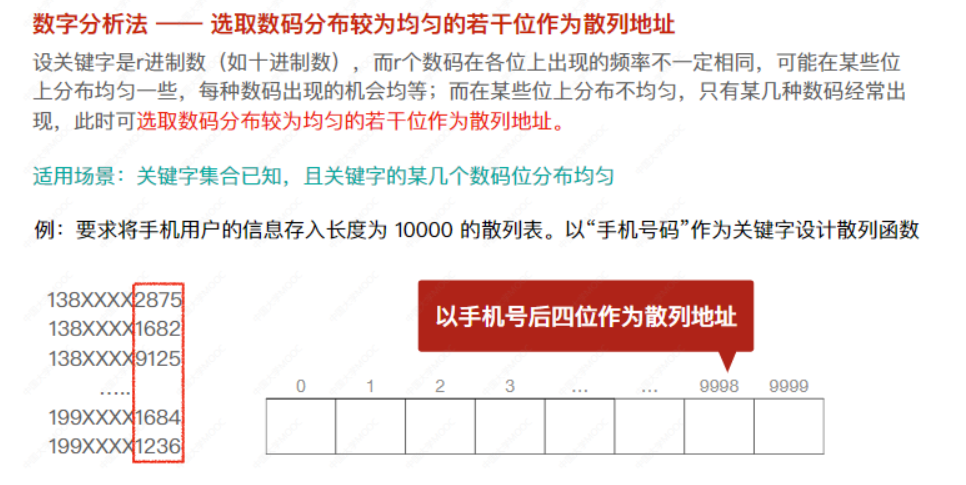 数字分析法 —— 选取数码分布较为均匀的若干位作为散列地址
设关键字是r进制数（如十进制数），而r个数码在各位上出现的频率不一定相同，可能在某些位
上分布均匀一些，每种数码出现的机会均等；而在某些位上分布不均匀，只有某几种数码经常出
现，此时可选取数码分布较为均匀的若干位作为散列地址。
适用场景：关键字集合已知，且关键字的某几个数码位分布均匀
例：要求将手机用户的信息存入长度为 10000 的散列表。以“手机号码”作为关键字设计散列函数
138XXXX2875
138XXXX1682
138XXXX9125
.....
199XXXX1684
199XXXX1236
以手机号后四位作为散列地址
0 1 2 3 ... ... 9998 9999